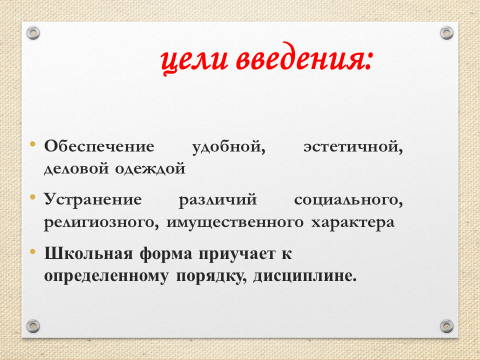 цели введения:
• Обеспечение удобной, эстетичной,
деловой одеждой
• Устранение различий социального,
религиозного, имущественного характера
• Школьная форма приучает к
определенному порядку, дисциплине.